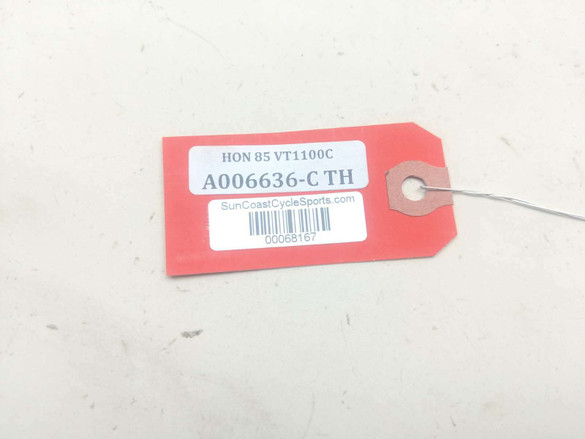 HON 85 VT1100C
A006636-C TH
SunCoastCycleSports.com
00068167